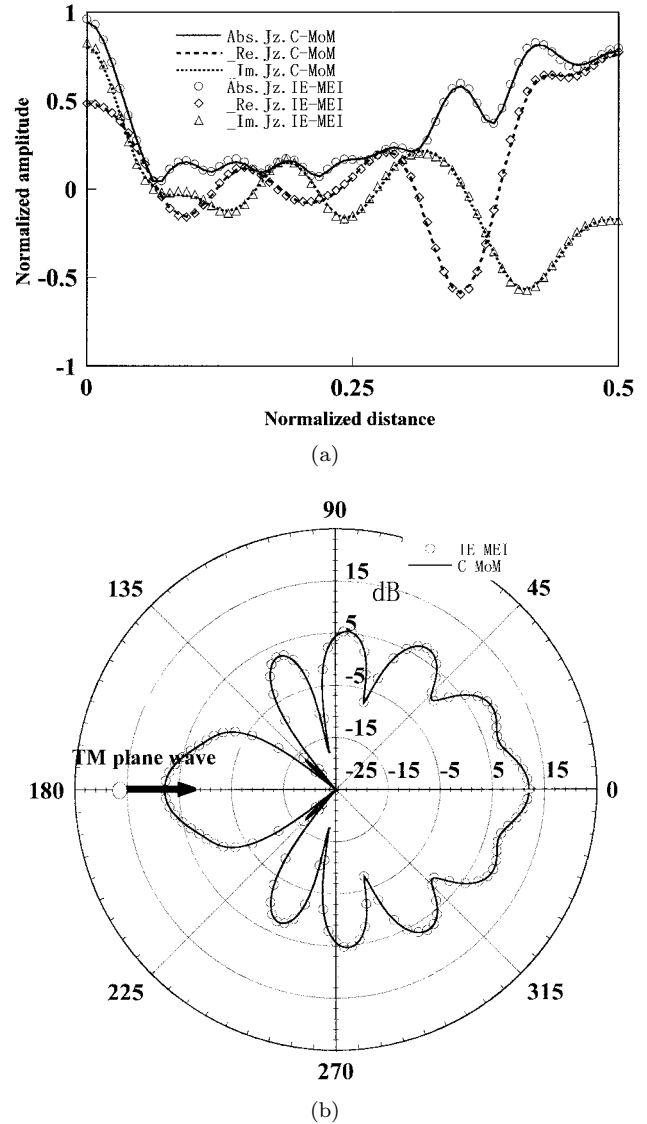 1
Abs.Jz.C-MoM
_Re.Jz.C-MoM
_Im.Jz.C-MoM
Abs.Jz.IE-MEI
_Re.Jz.IE-MEI
_Im.Jz.IE-MEI
0.5
0
-0.5
-1
Normalized amplitude
0 0.25 0.5
Normalized distance
(a)
90
IE MEI
C MoM
135 15 dB 45
5
-5
-15
TM plane wave
180 -25 -15 -5 5 15 0
225 315
270
(b)